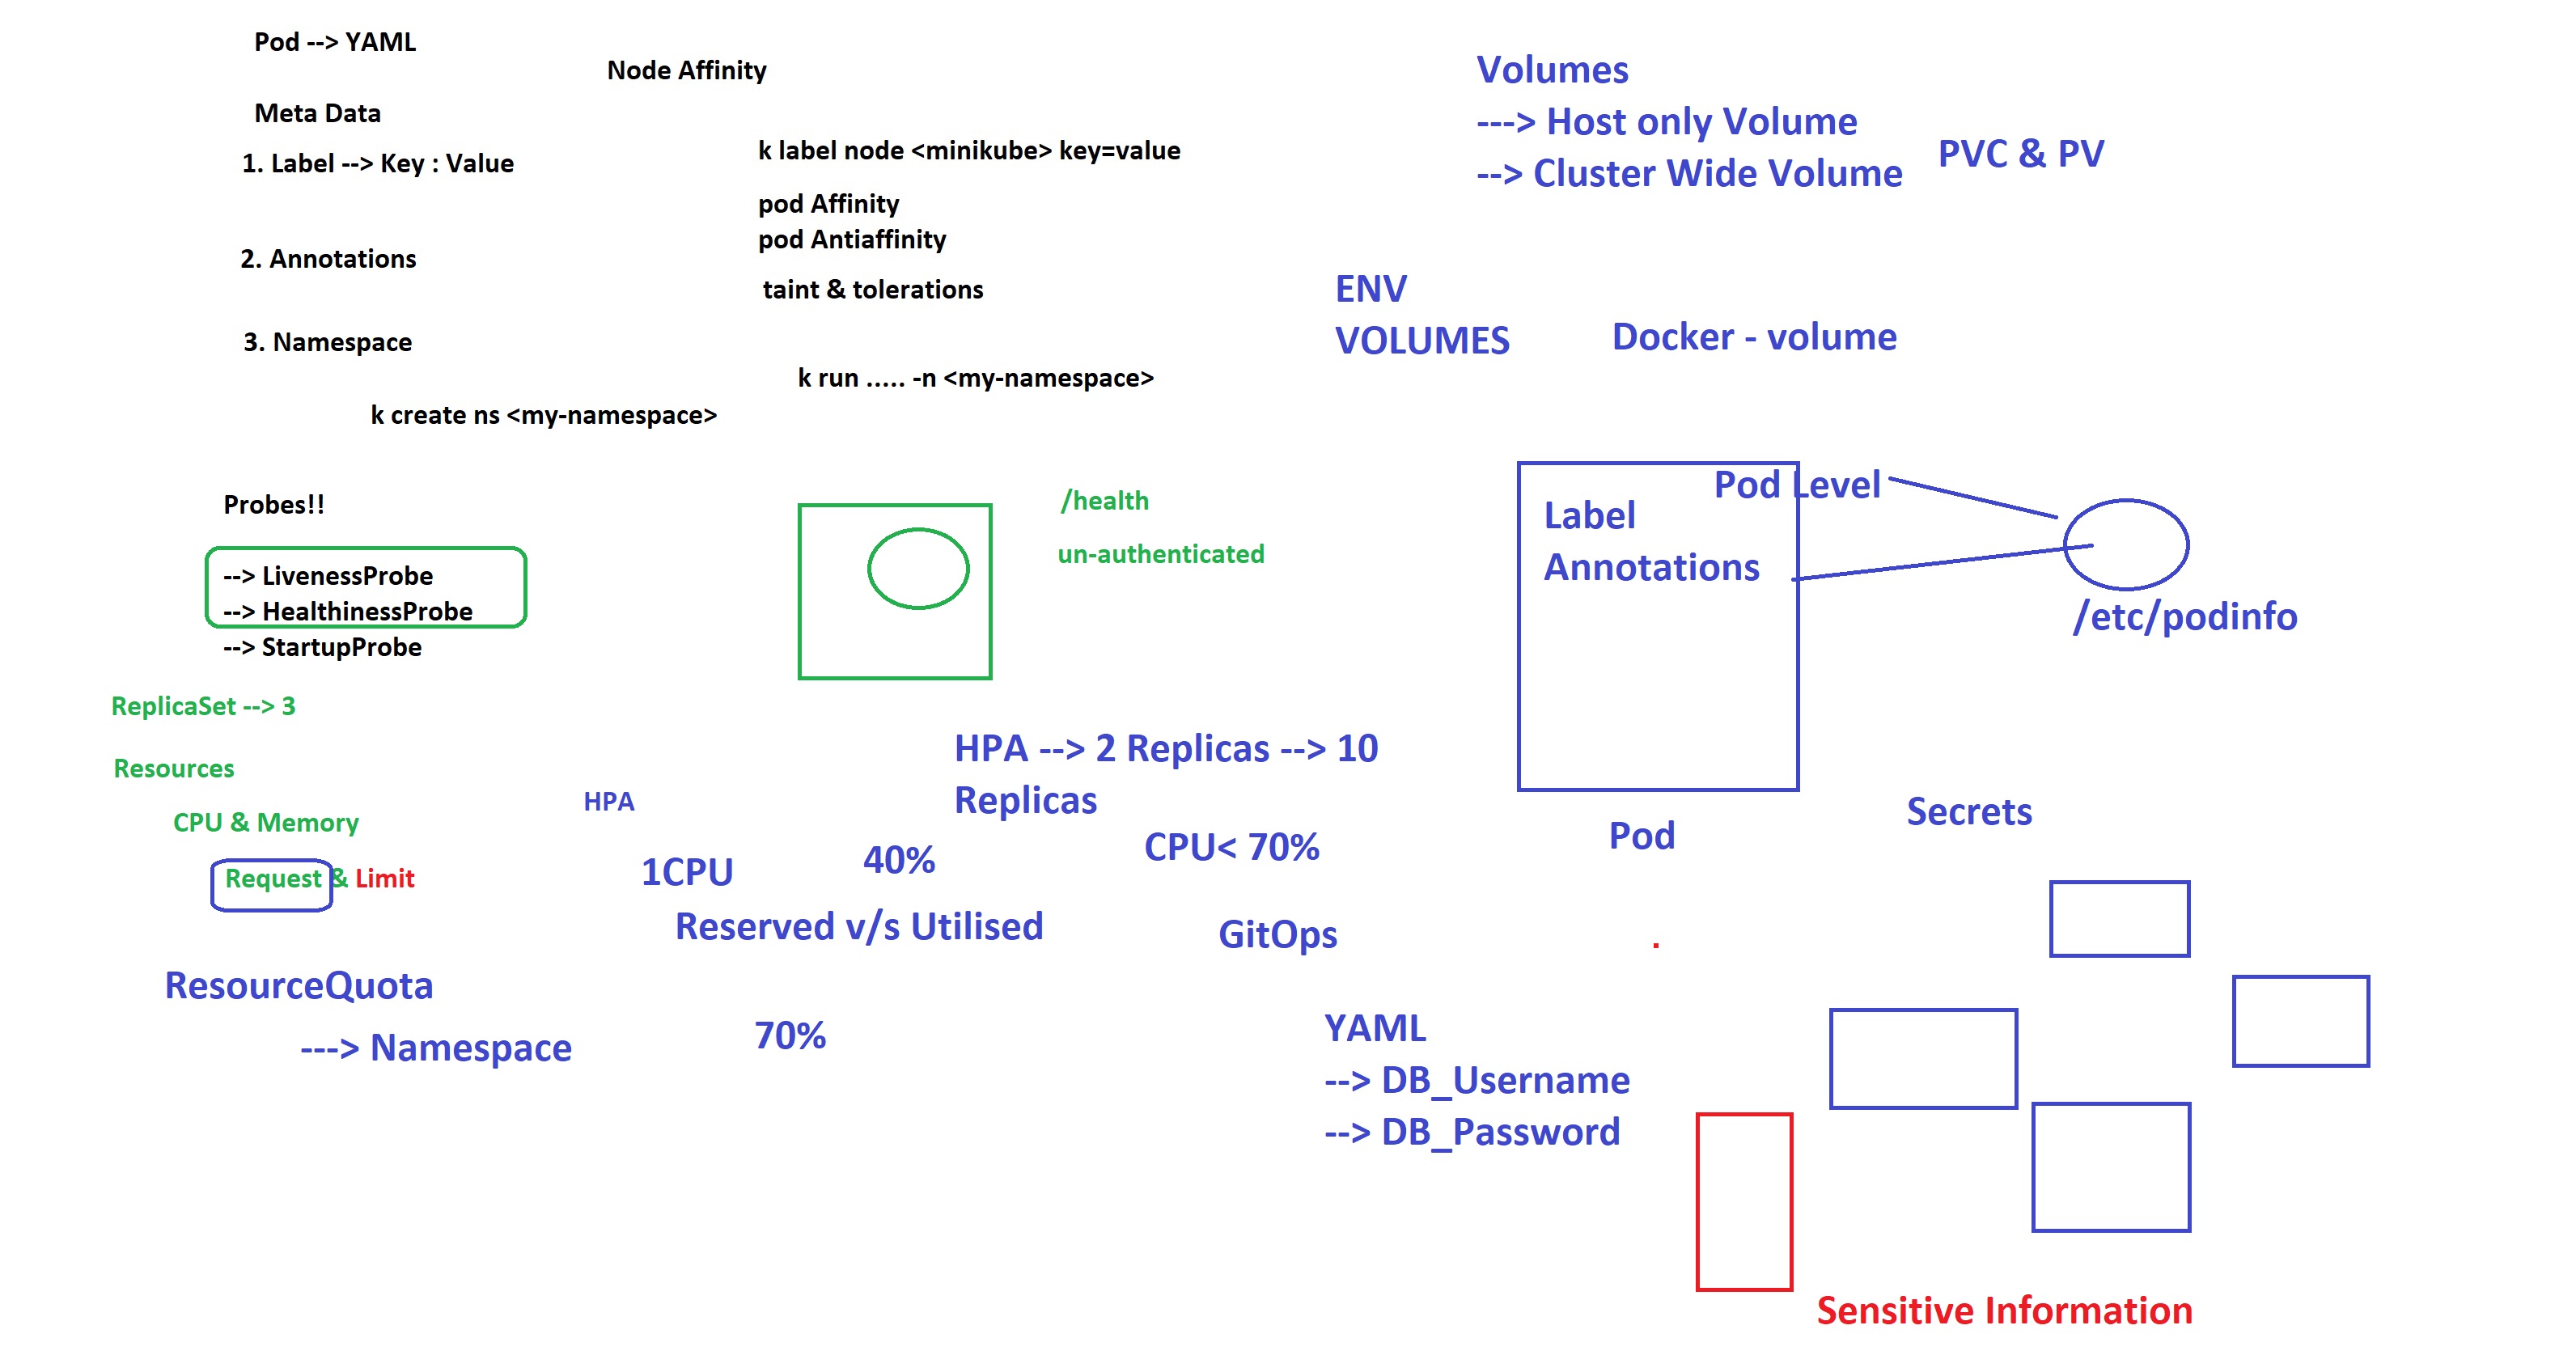 Pod --> YAML
Node Affinity
Meta Data
1. Label --> Key : Value
k label node <minikube> key=value
pod Affinity
pod Antiaffinity
2. Annotations
taint & tolerations
3. Namespace
k run ..... -n <my-namespace>
k create ns <my-namespace>
Volumes
---> Host only Volume
--> Cluster Wide Volume
PVC & PV
ENV
VOLUMES
Docker - volume
Probes!!
--> LivenessProbe
--> HealthinessProbe
--> StartupProbe
/health
un-authenticated
Pod Level
Label
Annotations
/etc/podinfo
Pod
ReplicaSet --> 3
Resources
CPU & Memory
Request & Limit
HPA
HPA --> 2 Replicas --> 10
Replicas
1CPU
40%
CPU< 70%
Reserved v/s Utilised
GitOps
ResourceQuota
---> Namespace
70%
Secrets
YAML
--> DB_Username
--> DB_Password
Sensitive Information